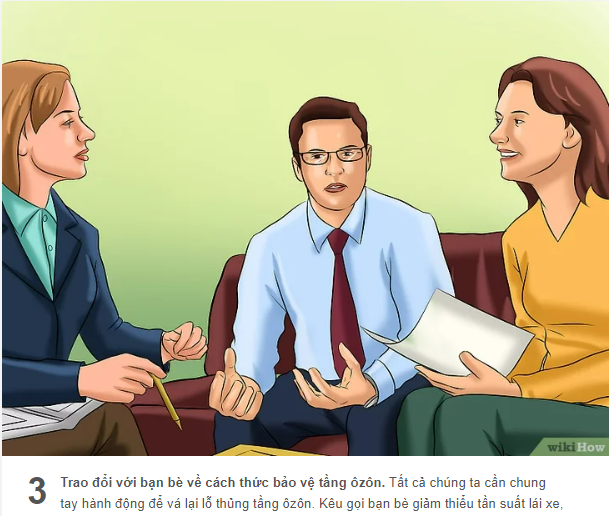 wikiHow
3
Trao đổi với bạn bè về cách thức bảo vệ tầng ôzôn. Tất cả chúng ta cần chung
tay hành động để vá lại lỗ thủng tầng ôzôn. Kêu gọi bạn bè giảm thiểu tần suất lái xe,